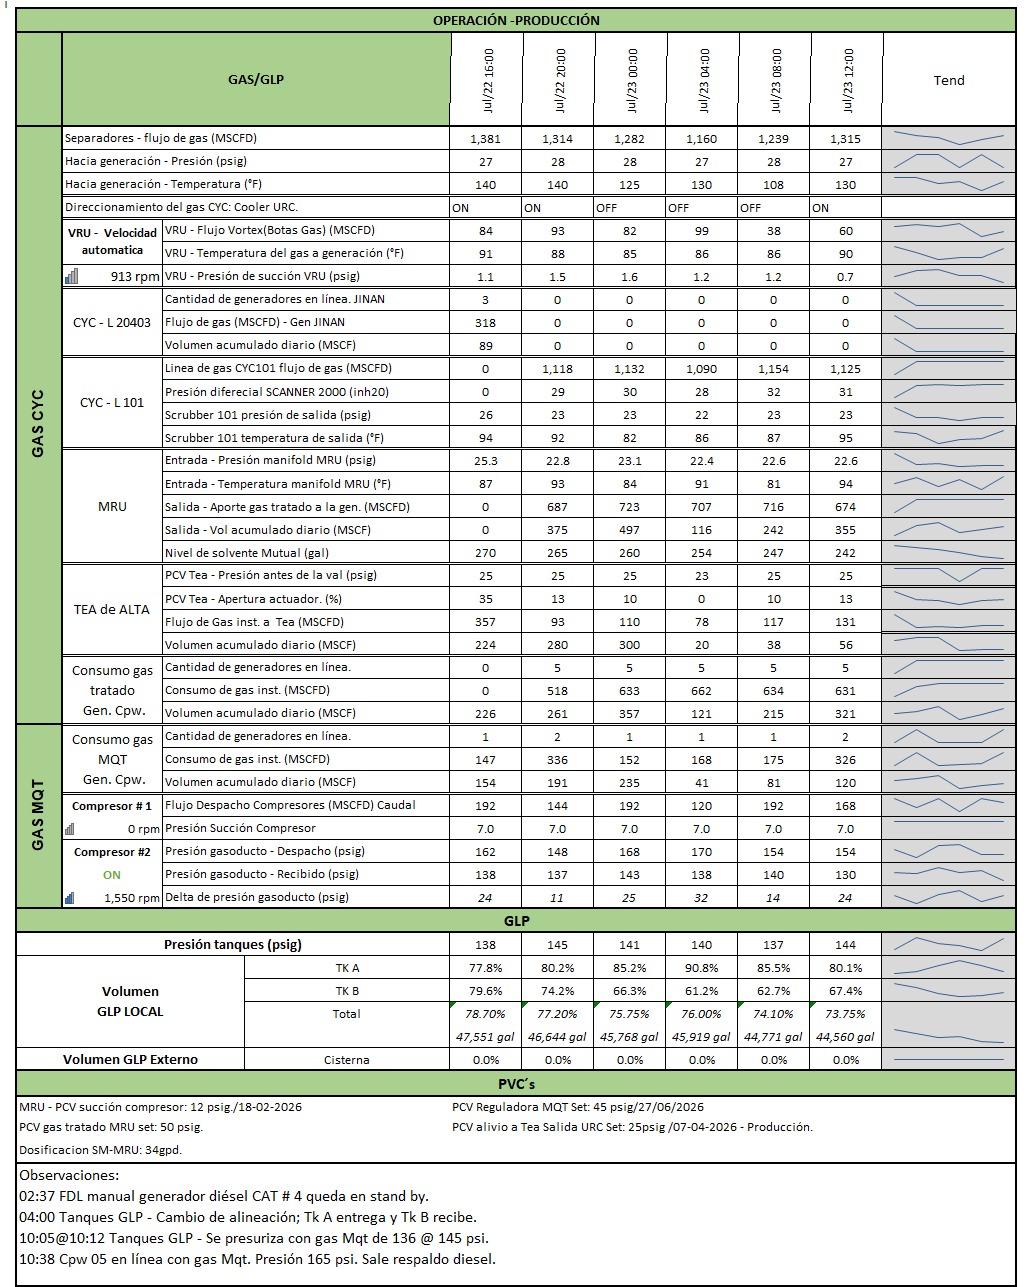 OPERACIÓN -PRODUCCIÓN
GAS/GLP Jul/22 16:00 Jul/22 20:00 Jul/23 00:00 Jul/23 04:00 Jul/23 08:00 Jul/23 12:00 Tend
GAS CYC
Separadores - flujo de gas (MSCFD) 1,381 1,314 1,282 1,160 1,239 1,315
Hacia generación - Presión (psig) 27 28 28 27 28 27
Hacia generación - Temperatura (°F) 140 140 125 130 108 130
Direccionamiento del gas CYC: Cooler URC. ON ON OFF OFF OFF ON
VRU - Velocidad automatica
913 rpm
VRU - Flujo Vortex(Botas Gas) (MSCFD) 84 93 82 99 38 60
VRU - Temperatura del gas a generación (°F) 91 88 85 86 86 90
VRU - Presión de succión VRU (psig) 1.1 1.5 1.6 1.2 1.2 0.7
CYC - L 20403
Cantidad de generadores en línea. JINAN 3 0 0 0 0 0
Flujo de gas (MSCFD) - Gen JINAN 318 0 0 0 0 0
Volumen acumulado diario (MSCF) 89 0 0 0 0 0
CYC - L 101
Linea de gas CYC101 flujo de gas (MSCFD) 0 1,118 1,132 1,090 1,154 1,125
Presión diferecial SCANNER 2000 (inh20) 0 29 30 28 32 31
Scrubber 101 presión de salida (psig) 26 23 23 22 23 23
Scrubber 101 temperatura de salida (°F) 94 92 82 86 87 95
MRU
Entrada - Presión manifold MRU (psig) 25.3 22.8 23.1 22.4 22.6 22.6
Entrada - Temperatura manifold MRU (°F) 87 93 84 91 81 94
Salida - Aporte gas tratado a la gen. (MSCFD) 0 687 723 707 716 674
Salida - Vol acumulado diario (MSCF) 0 375 497 116 242 355
Nivel de solvente Mutual (gal) 270 265 260 254 247 242
TEA de ALTA
PCV Tea - Presión antes de la val (psig) 25 25 25 23 25 25
PCV Tea - Apertura actuador. (%) 35 13 10 0 10 13
Flujo de Gas inst. a Tea (MSCFD) 357 93 110 78 117 131
Volumen acumulado diario (MSCF) 224 280 300 20 38 56
Consumo gas
tratado
Gen. Cpw.
Cantidad de generadores en línea. 0 5 5 5 5 5
Consumo de gas inst. (MSCFD) 0 518 633 662 634 631
Volumen acumulado diario (MSCF) 226 261 357 121 215 321
GAS MQT
Consumo gas
MQT
Gen. Cpw.
Cantidad de generadores en línea. 1 2 1 1 1 2
Consumo de gas inst. (MSCFD) 147 336 152 168 175 326
Volumen acumulado diario (MSCF) 154 191 235 41 81 120
Compresor # 1
0 rpm
Flujo Despacho Compresores (MSCFD) Caudal 192 144 192 120 192 168
Presión Succión Compresor 7.0 7.0 7.0 7.0 7.0 7.0
Compresor #2
ON
1,550 rpm
Presión gasoducto - Despacho (psig) 162 148 168 170 154 154
Presión gasoducto - Recibido (psig) 138 137 143 138 140 130
Delta de presión gasoducto (psig) 24 11 25 32 14 24
GLP
Presión tanques (psig) 138 145 141 140 137 144
Volumen
GLP LOCAL
TK A 77.8% 80.2% 85.2% 90.8% 85.5% 80.1%
TK B 79.6% 74.2% 66.3% 61.2% 62.7% 67.4%
Total 78.70% 77.20% 75.75% 76.00% 74.10% 73.75%
47,551 gal 46,644 gal 45,768 gal 45,919 gal 44,771 gal 44,560 gal
Volumen GLP Externo Cisterna 0.0% 0.0% 0.0% 0.0% 0.0% 0.0%
PVC´s
MRU - PCV succión compresor: 12 psig./18-02-2026 PCV Reguladora MQT Set: 45 psig/27/06/2026
PCV gas tratado MRU set: 50 psig. PCV alivio a Tea Salida URC Set: 25psig /07-04-2026 - Producción.
Dosificacion SM-MRU: 34gpd.
Observaciones:
02:37 FDL manual generador diésel CAT # 4 queda en stand by.
04:00 Tanques GLP - Cambio de alineación; Tk A entrega y Tk B recibe.
10:05@10:12 Tanques GLP - Se presuriza con gas Mqt de 136 @ 145 psi.
10:38 Cpw 05 en línea con gas Mqt. Presión 165 psi. Sale respaldo diesel.